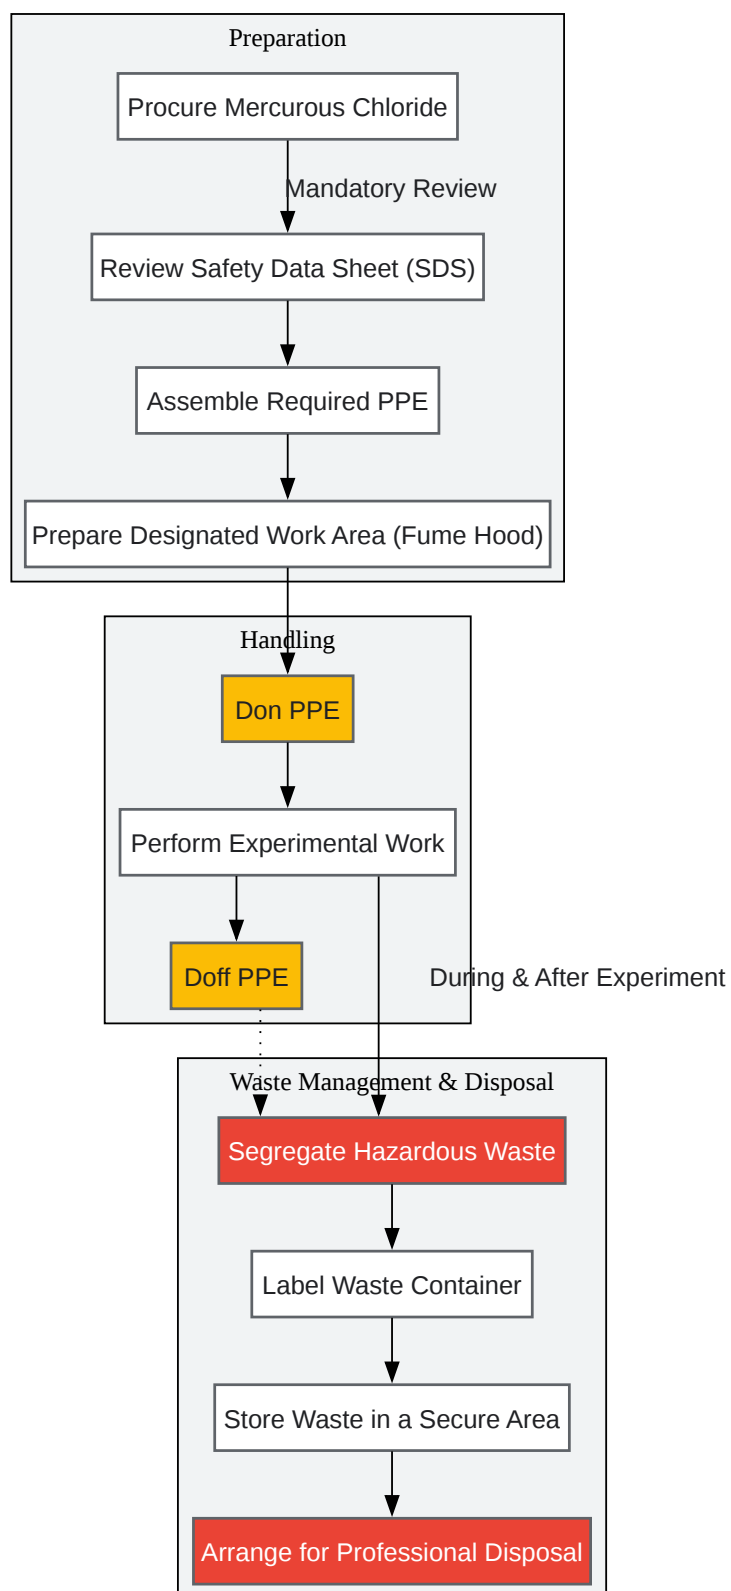 Preparation
Procure Mercurous Chloride
Mandatory Review
Review Safety Data Sheet (SDS)
Assemble Required PPE
Prepare Designated Work Area (Fume Hood)
Handling
Don PPE
Perform Experimental Work
Doff PPE
During & After Experiment
Waste Management & Disposal
Segregate Hazardous Waste
Label Waste Container
Store Waste in a Secure Area
Arrange for Professional Disposal